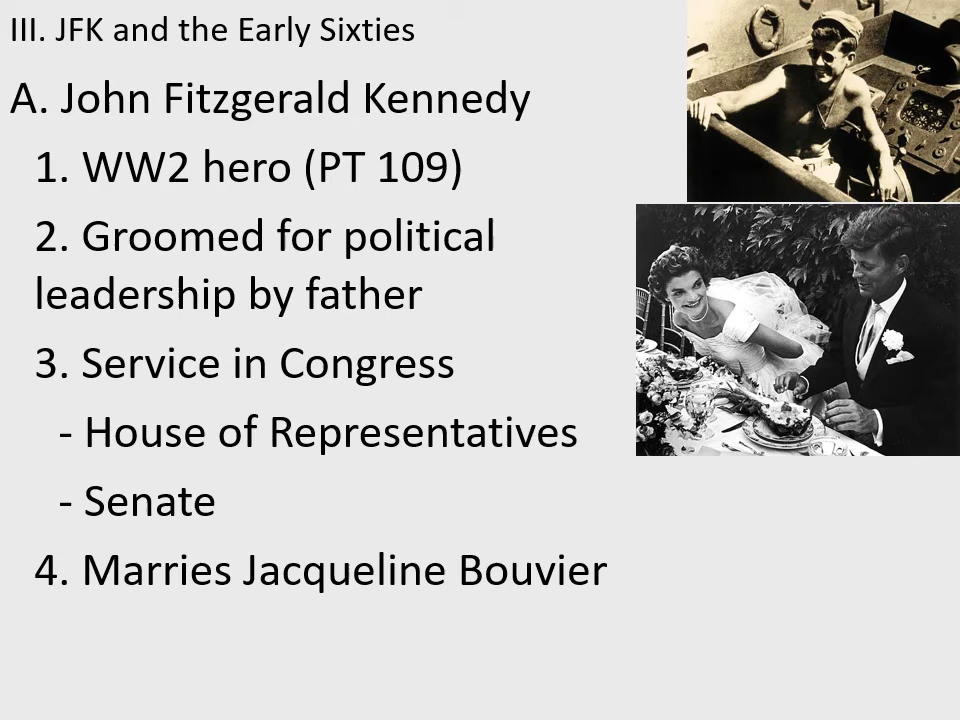 III. JFK and the Early Sixties
A. John Fitzgerald Kennedy
1. WW2 hero (PT 109)
2. Groomed for political
leadership by father
3. Service in Congress
- House of Representatives
- Senate
4. Marries Jacqueline Bouvier